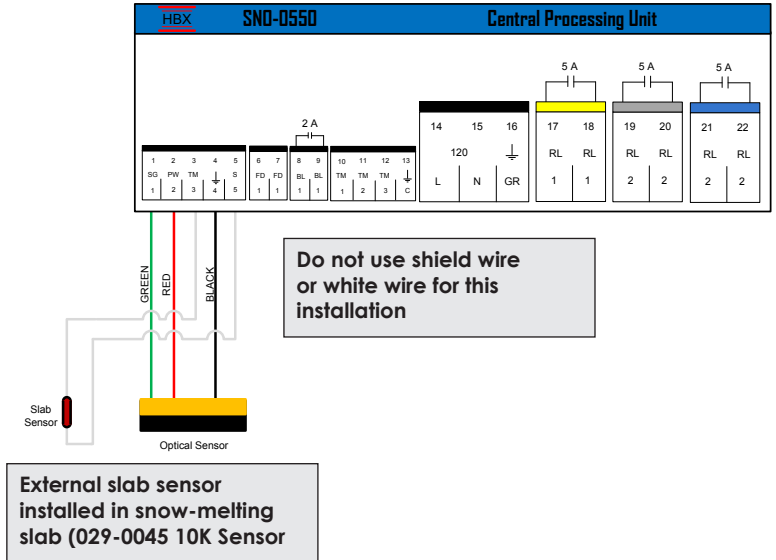 HBX SNO-0550 Central Processing Unit
5 A 5 A 5 A
2 A
14 15 16 17 18 19 20 21 22
120 RL RL RL RL RL RL
L N GR 1 1 2 2 2 2
1 2 3 4 5 6 7 8 9 10 11 12 13
SG PW TM S FD FD BL BL TM TM TM
1 2 3 4 5 1 1 1 1 1 2 3 C
GREEN
RED
BLACK
Do not use shield wire
or white wire for this
installation
Slab
Sensor
Optical Sensor
External slab sensor
installed in snow-melting
slab (029-0045 10K Sensor